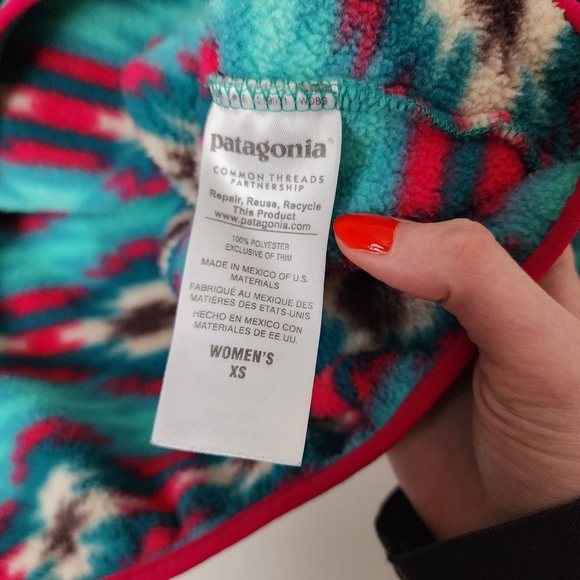 patagonia®
COMMON THREADS
PARTNERSHIP
Repair, Reuse, Recycle
This Product
www.patagonia.com
100% POLYESTER
EXCLUSIVE OF TRIM
MADE IN MEXICO OF U.S.
MATERIALS
FABRIQUÉ AU MEXIQUE DES
MATIÈRES DES ETATS-UNIS
HECHO EN MEXICO CON
MATERIALES DE EE.UU.
WOMEN'S
XS